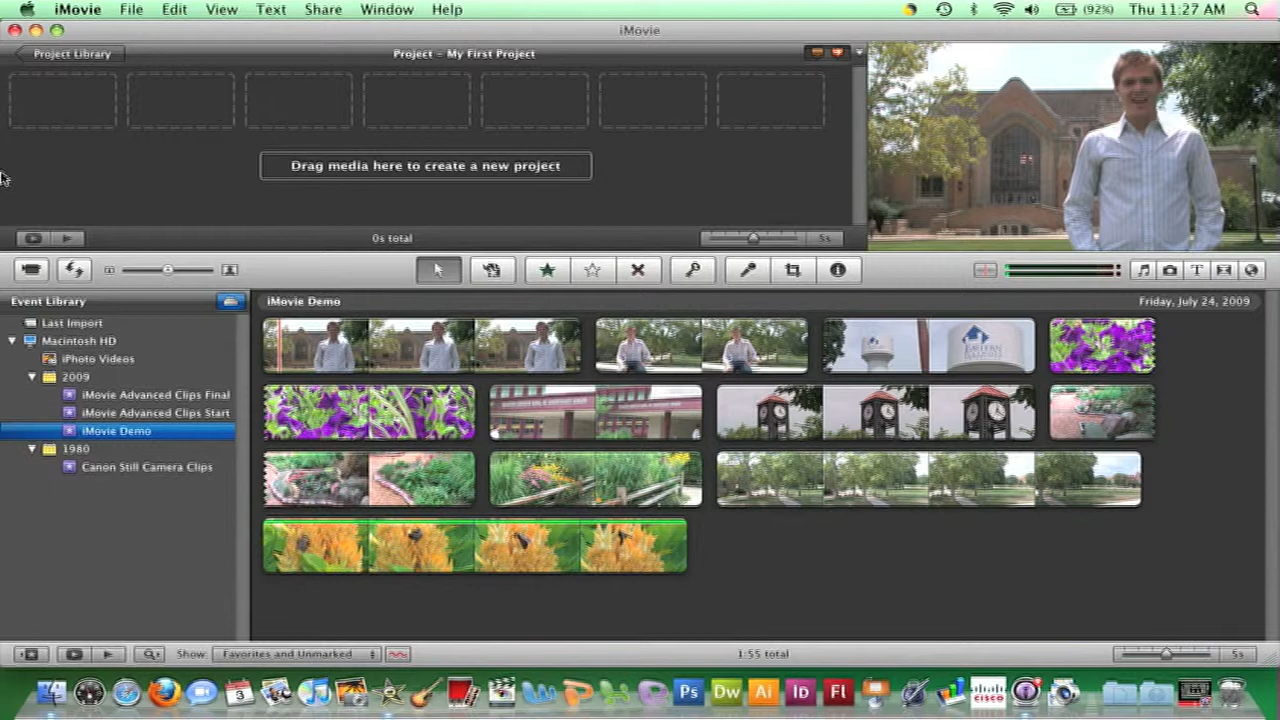 iMovie File Edit View Text Share Window Help (92%) Thu 11:27 AM
iMovie
Project Library Project – My First Project
Drag media here to create a new project
0s total 5s
Event Library iMovie Demo Friday, July 24, 2009
Last Import
Macintosh HD
iPhoto Videos
2009
iMovie Advanced Clips Final
iMovie Advanced Clips Start
iMovie Demo
1980
Canon Still Camera Clips
EASTERN
Show: Favorites and Unmarked 1:55 total 5s
3 Ps Dw Ai Id Fl
CISCO